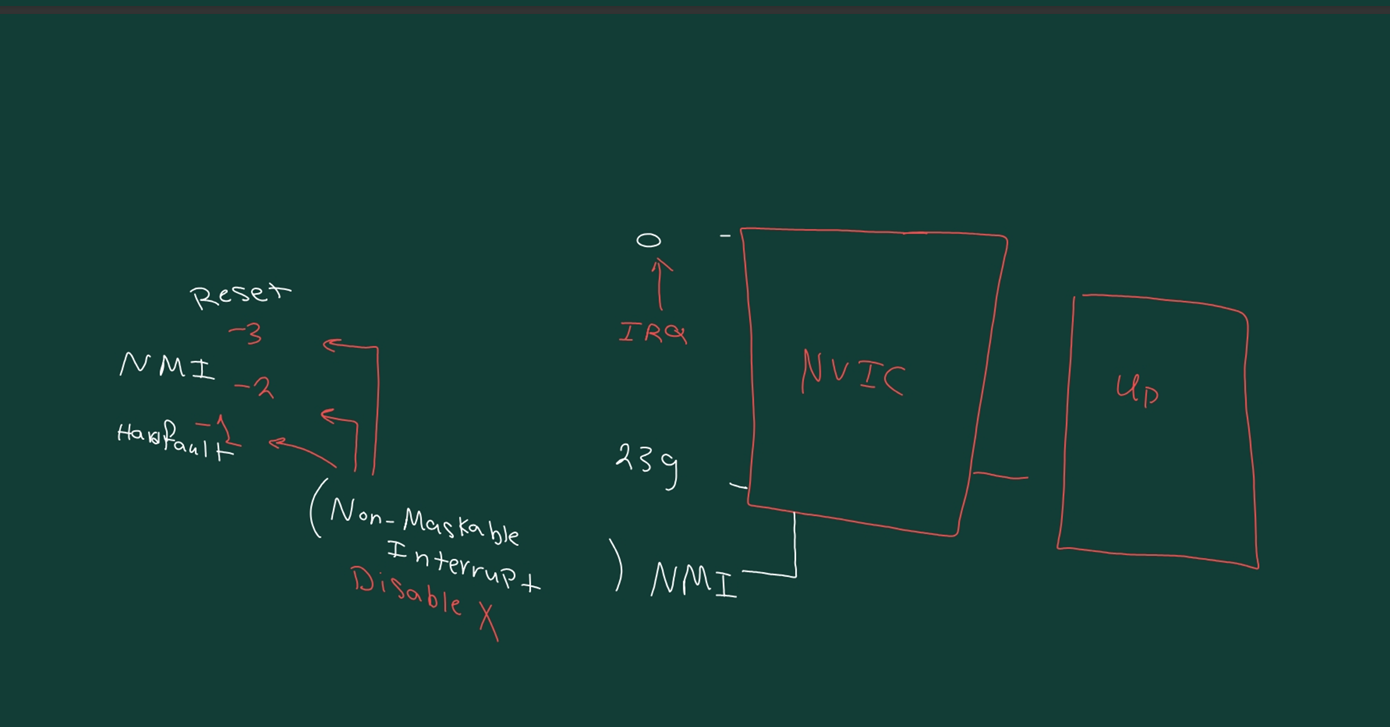 Reset
-3
NMI
-2
Hardfault
-1
(Non-Maskable
Interrupt
)
Disable X
0
IRQ
239
NMI
NVIC
up